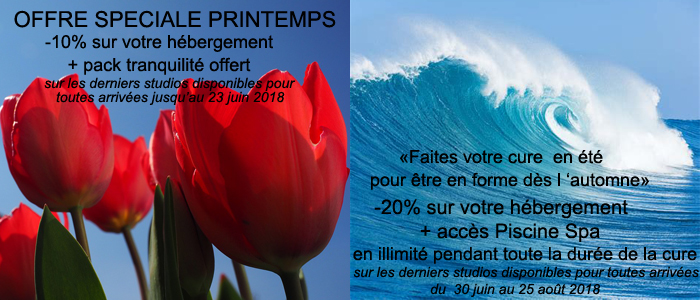 OFFRE SPECIALE PRINTEMPS
-10% sur votre hébergement
+ pack tranquilité offert
sur les derniers studios disponibles pour
toutes arrivées jusqu'au 23 juin 2018
«Faites votre cure en été
pour être en forme dès l ‘automne»
-20% sur votre hébergement
+ accès Piscine Spa
en illimité pendant toute la durée de la cure
sur les derniers studios disponibles pour toutes arrivées
du 30 juin au 25 août 2018